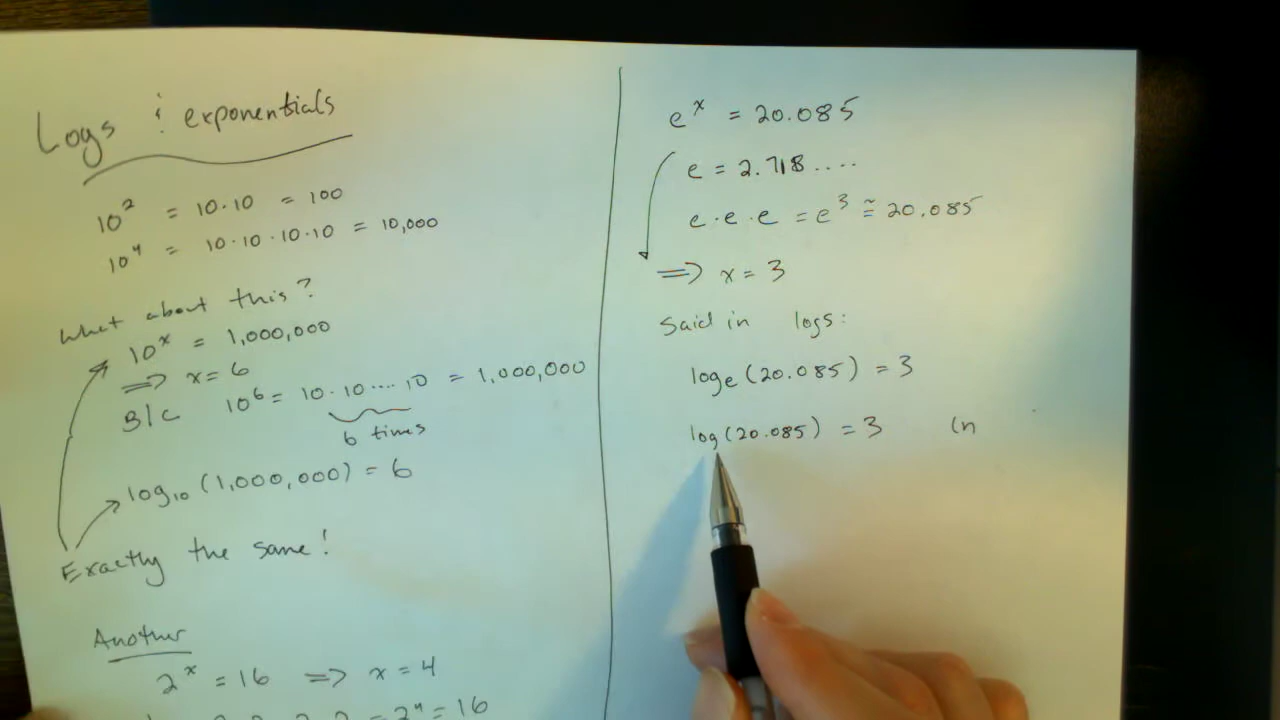 Logs & exponentials
10² = 10·10 = 100
10⁴ = 10·10·10·10 = 10,000
What about this?
10ˣ = 1,000,000
⇒ x = 6
B/c 10⁶ = 10·10....10 = 1,000,000
6 times
log₁₀(1,000,000) = 6
Exactly the same!
Another
2ˣ = 16 ⇒ x = 4
= 2⁴ = 16
eˣ = 20.085
e = 2.718....
e·e·e = e³ ≅ 20.085
⇒ x = 3
Said in logs:
logₑ(20.085) = 3
log(20.085) = 3 ln